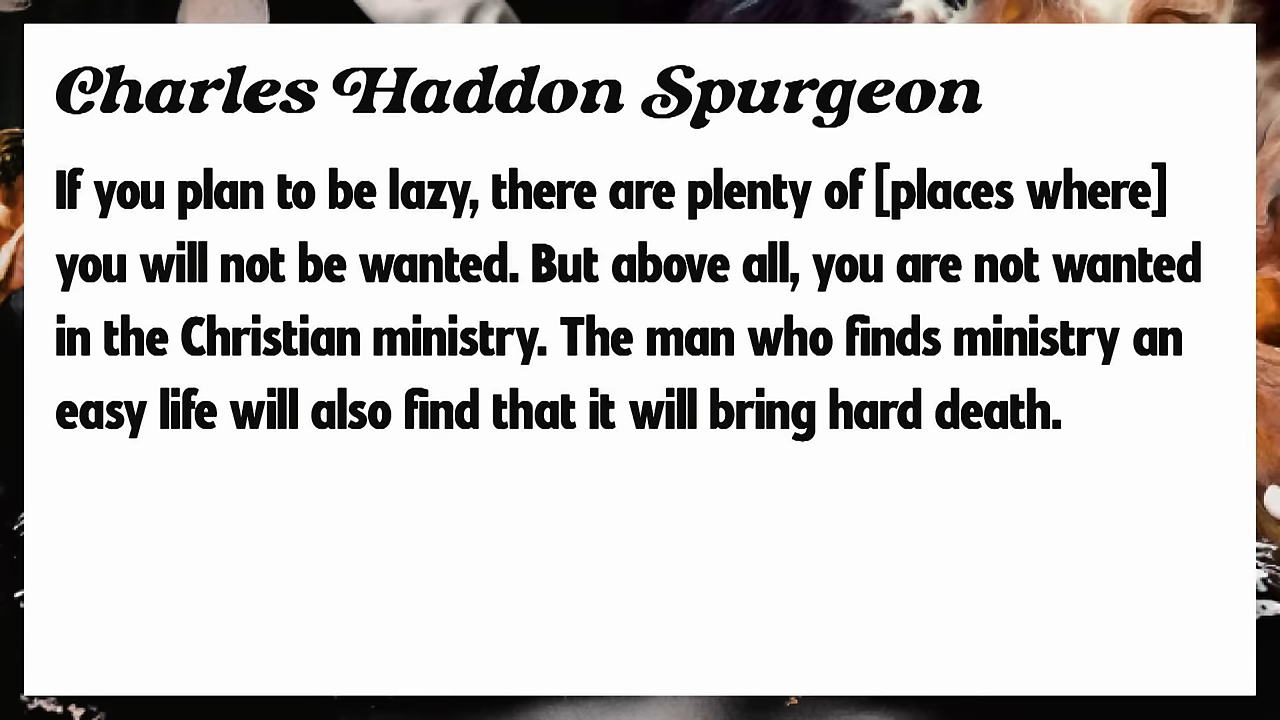 Charles Haddon Spurgeon
If you plan to be lazy, there are plenty of [places where]
you will not be wanted. But above all, you are not wanted
in the Christian ministry. The man who finds ministry an
easy life will also find that it will bring hard death.